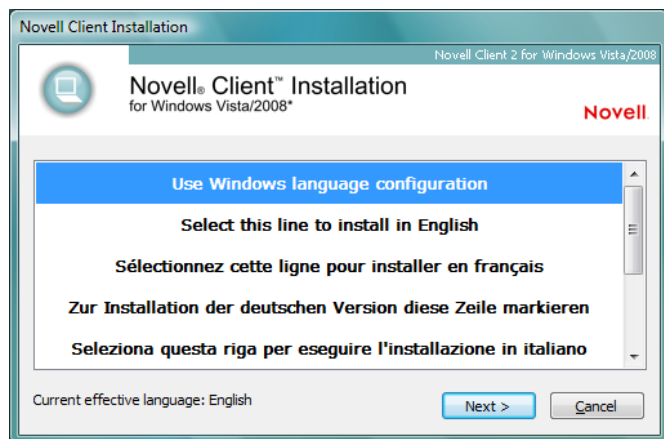 Novell Client Installation
Novell Client 2 for Windows Vista/2008
Novell® Client™ Installation
for Windows Vista/2008*
Novell.
Use Windows language configuration
Select this line to install in English
Sélectionnez cette ligne pour installer en français
Zur Installation der deutschen Version diese Zeile markieren
Seleziona questa riga per eseguire l'installazione in italiano
Current effective language: English
Next >
Cancel